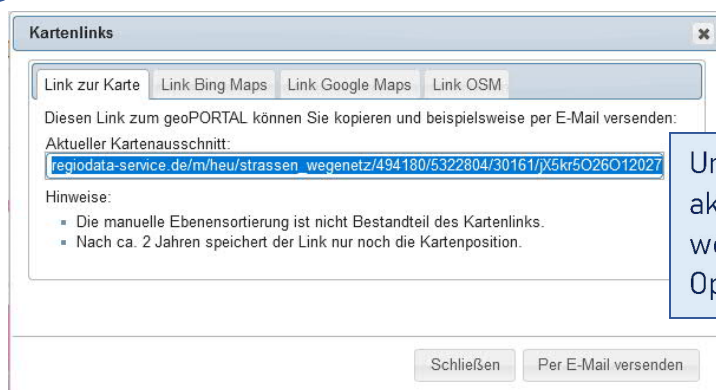 Kartenlinks
Link zur Karte Link Bing Maps Link Google Maps Link OSM
Diesen Link zum geoPORTAL können Sie kopieren und beispielsweise per E-Mail versenden:
Aktueller Kartenausschnitt:
regiodata-service.de/m/heu/strassen_wegenetz/494180/5322804/30161/jX5kr5O26O12027
Hinweise:
Die manuelle Ebenensortierung ist nicht Bestandteil des Kartenlinks.
Nach ca. 2 Jahren speichert der Link nur noch die Kartenposition.
Schließen Per E-Mail versenden